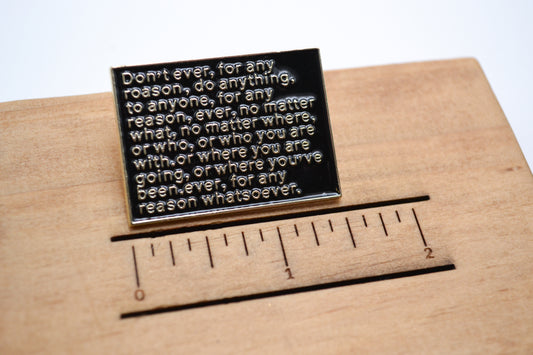 Don't ever, for any
reason, do anything,
to anyone, for any
reason, ever, no matter
what, no matter where,
or who, or who you are
with, or where you are
going, or where you've
been, ever, for any
reason whatsoever.
0
1
2